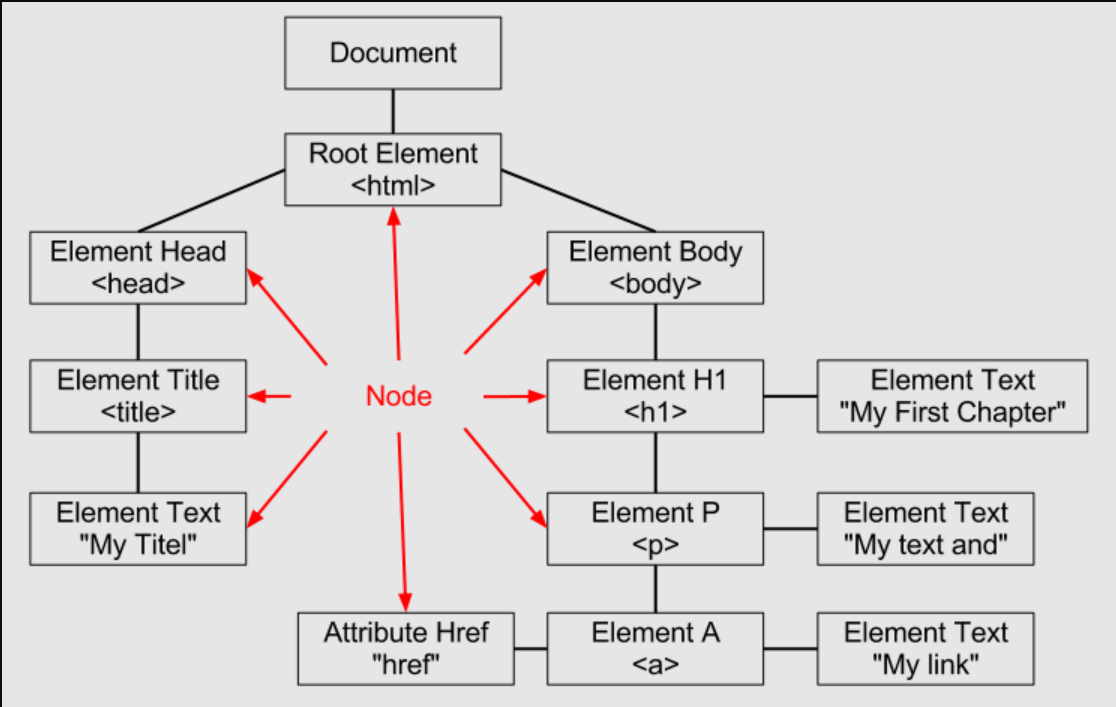 Document
Root Element
<html>
Element Head
<head>
Element Body
<body>
Element Title
<title>
Node
Element H1
<h1>
Element Text
"My First Chapter"
Element Text
"My Titel"
Element P
<p>
Element Text
"My text and"
Attribute Href
"href"
Element A
<a>
Element Text
"My link"